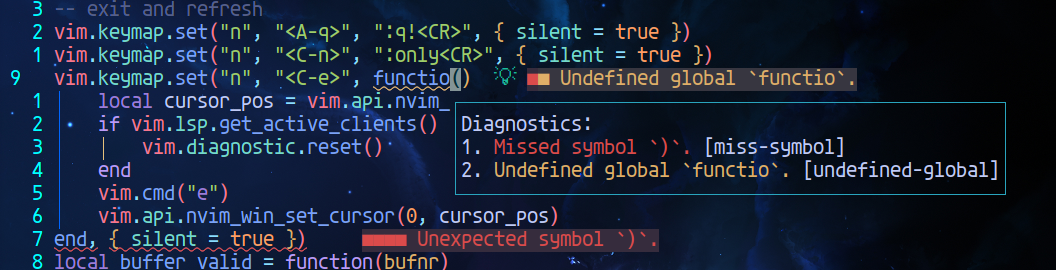 3 -- exit and refresh
2 vim.keymap.set("n", "<A-q>", ":q!<CR>", { silent = true })
1 vim.keymap.set("n", "<C-n>", ":only<CR>", { silent = true })
9 vim.keymap.set("n", "<C-e>", functio() ■■ Undefined global `functio`.
1 local cursor_pos = vim.api.nvim_
2 if vim.lsp.get_active_clients()
3 vim.diagnostic.reset()
4 end
5 vim.cmd("e")
6 vim.api.nvim_win_set_cursor(0, cursor_pos)
7 end, { silent = true }) ■■■■ Unexpected symbol `)`.
8 local buffer_valid = function(bufnr)
Diagnostics:
1. Missed symbol `)`. [miss-symbol]
2. Undefined global `functio`. [undefined-global]